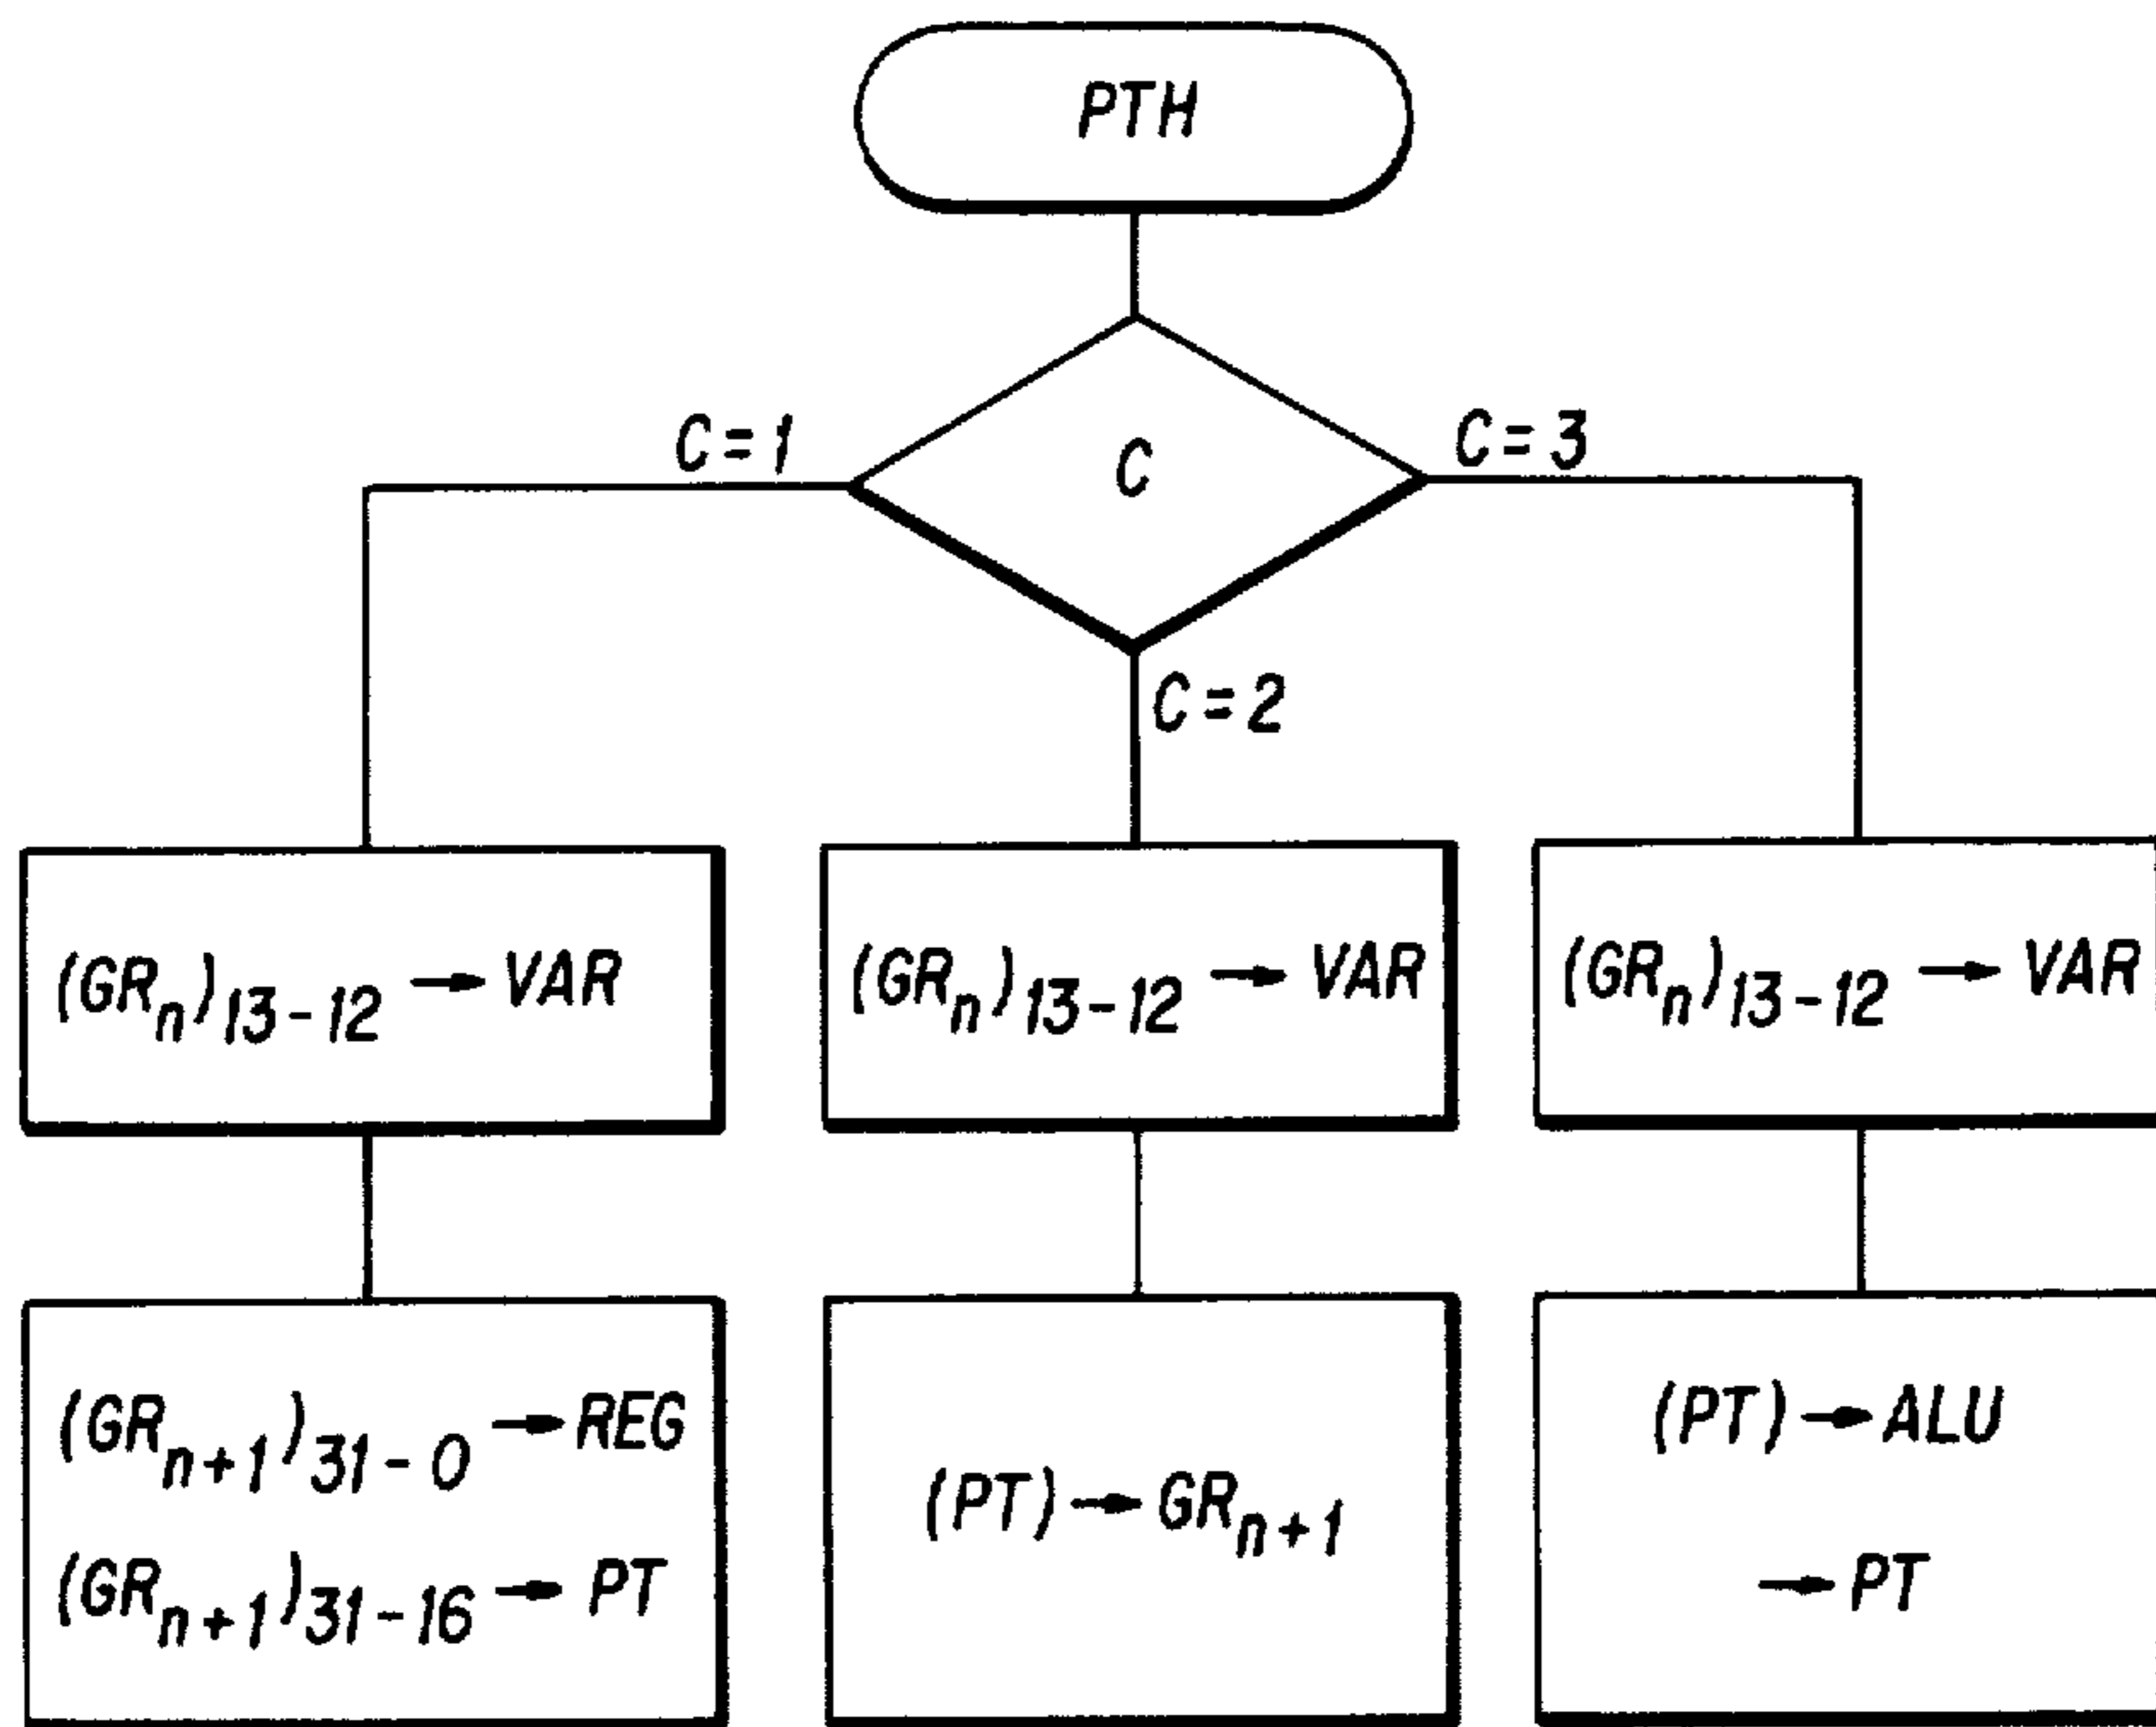 PTH
C=1
C
C=3
C=2
(GRₙ)₁₃₋₁₂ → VAR
(GRₙ)₁₃₋₁₂ → VAR
(GRₙ)₁₃₋₁₂ → VAR
(GRₙ₊₁)₃₁₋₀ → REG
(GRₙ₊₁)₃₁₋₁₆ → PT
(PT) → GRₙ₊₁
(PT) → ALU
→ PT